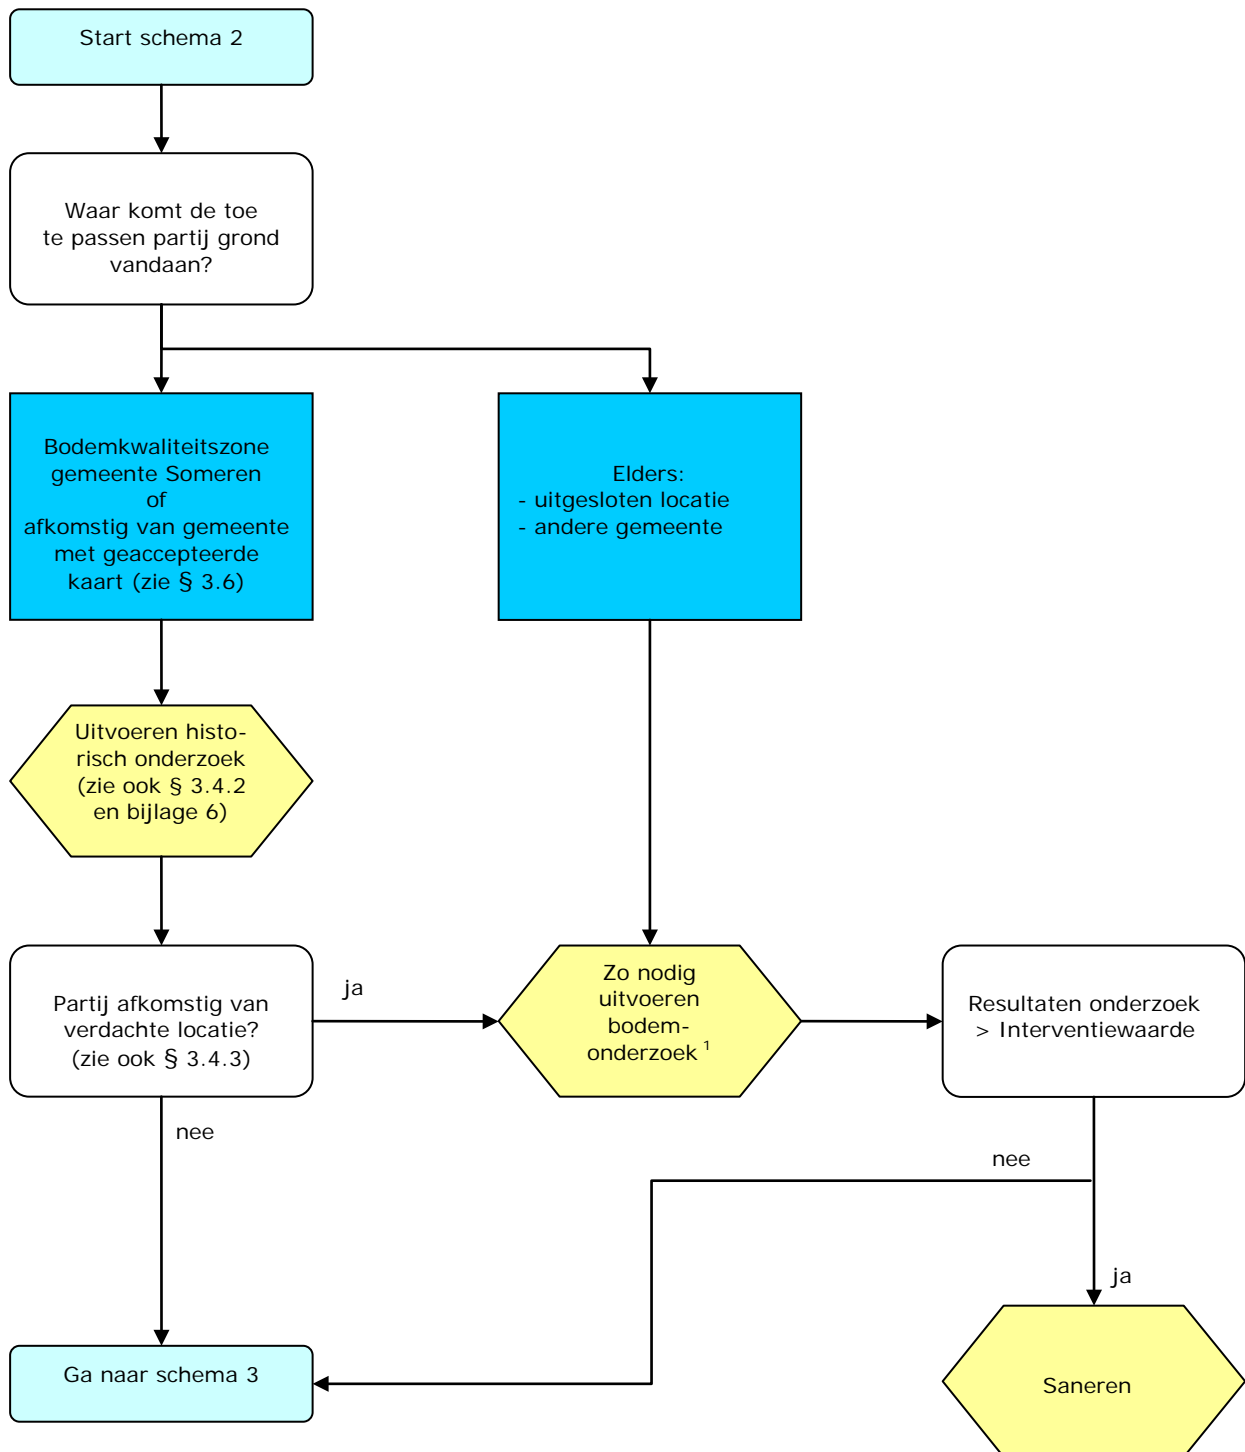 Start schema 2
Waar komt de toe
te passen partij grond
vandaan?
Bodemkwaliteitszone
gemeente Someren
of
afkomstig van gemeente
met geaccepteerde
kaart (zie § 3.6)
Elders:
- uitgesloten locatie
- andere gemeente
Uitvoeren histo-
risch onderzoek
(zie ook § 3.4.2
en bijlage 6)
Partij afkomstig van
verdachte locatie?
(zie ook § 3.4.3)
ja
Zo nodig
uitvoeren
bodem-
onderzoek ¹
Resultaten onderzoek
> Interventiewaarde
nee
nee
ja
Ga naar schema 3
Saneren